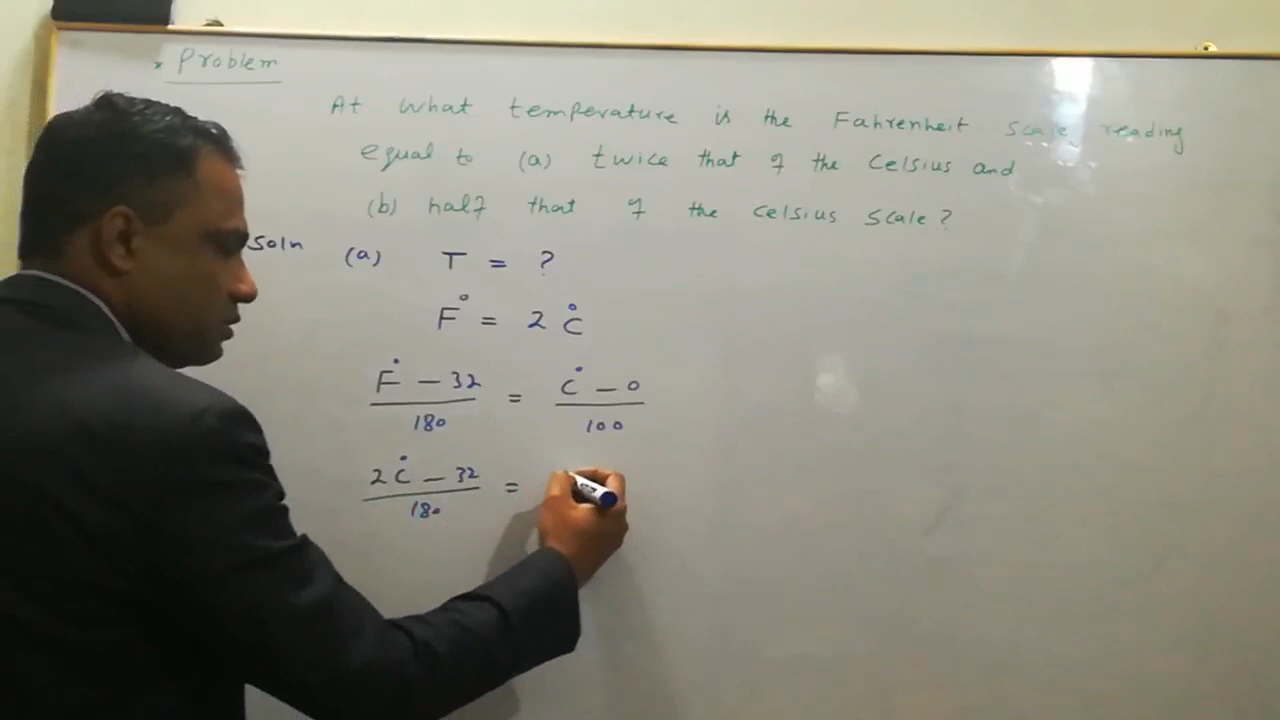 * Problem
At what temperature is the Fahrenheit scale reading
equal to (a) twice that of the Celsius and
(b) half that of the celsius scale?
Soln (a) T = ?
F° = 2 C°
F° - 32 / 180 = C° - 0 / 100
2C° - 32 / 180 =